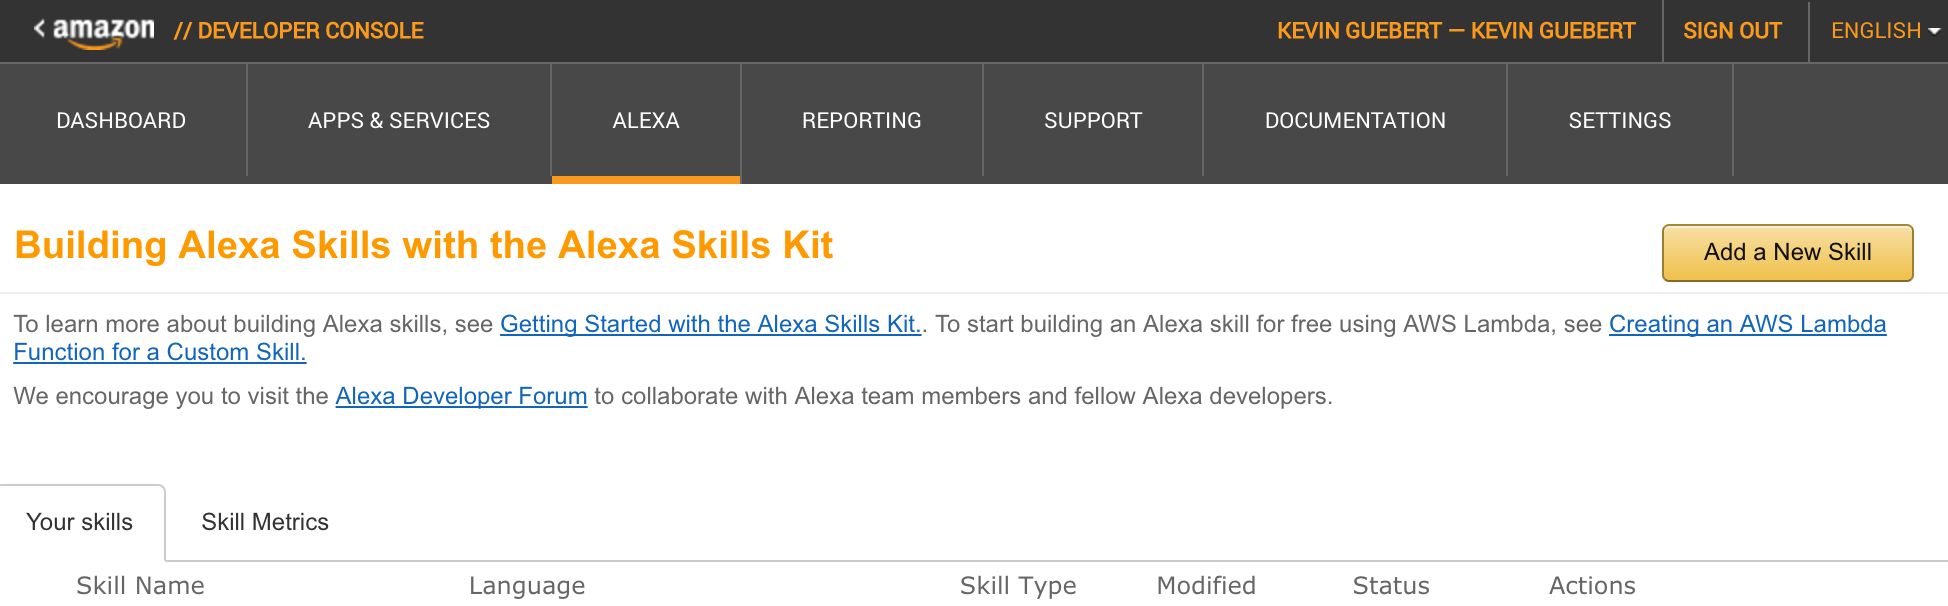 < amazon // DEVELOPER CONSOLE KEVIN GUEBERT — KEVIN GUEBERT SIGN OUT ENGLISH
DASHBOARD APPS & SERVICES ALEXA REPORTING SUPPORT DOCUMENTATION SETTINGS
Building Alexa Skills with the Alexa Skills Kit Add a New Skill
To learn more about building Alexa skills, see Getting Started with the Alexa Skills Kit.. To start building an Alexa skill for free using AWS Lambda, see Creating an AWS Lambda
Function for a Custom Skill.
We encourage you to visit the Alexa Developer Forum to collaborate with Alexa team members and fellow Alexa developers.
Your skills Skill Metrics
Skill Name Language Skill Type Modified Status Actions